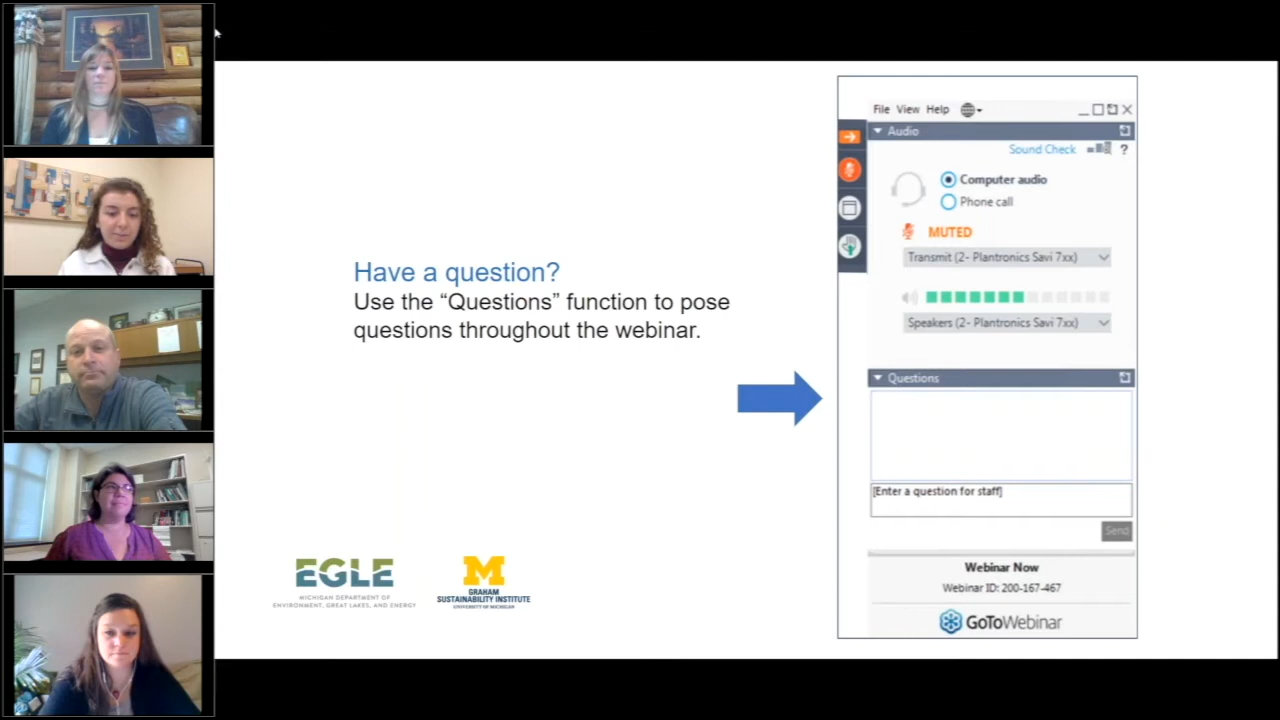 Have a question?
Use the “Questions” function to pose
questions throughout the webinar.
EGLE
MICHIGAN DEPARTMENT OF
ENVIRONMENT, GREAT LAKES, AND ENERGY
M
GRAHAM
SUSTAINABILITY INSTITUTE
UNIVERSITY OF MICHIGAN
File View Help
Audio
Sound Check ?
Computer audio
Phone call
MUTED
Transmit (2- Plantronics Savi 7xx)
Speakers (2- Plantronics Savi 7xx)
Questions
[Enter a question for staff]
Send
Webinar Now
Webinar ID: 200-167-467
GoToWebinar